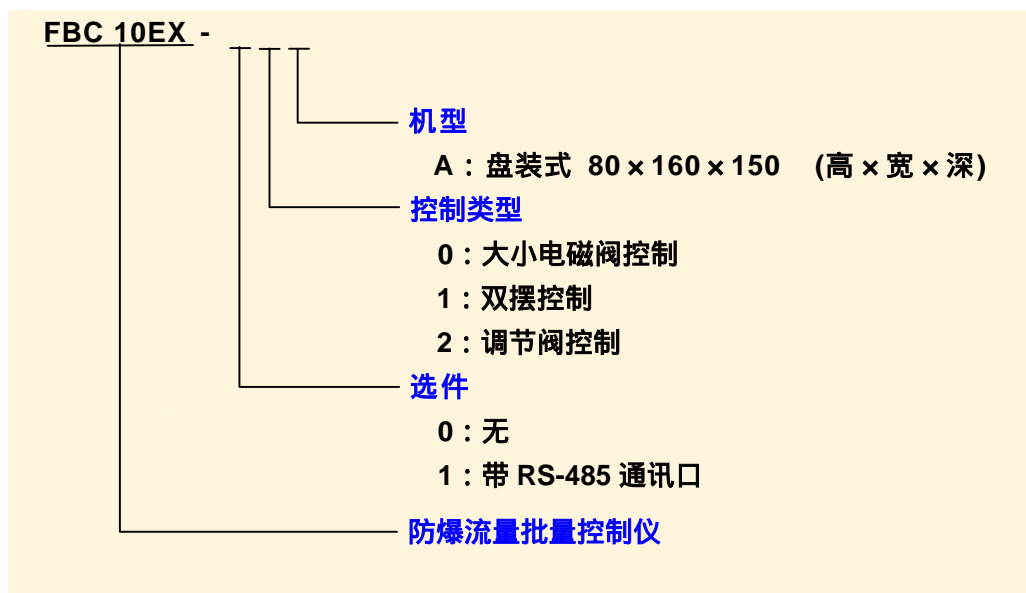 FBC 10EX - _ _ _
机型
A：盘装式 80×160×150 (高×宽×深)
控制类型
0：大小电磁阀控制
1：双摆控制
2：调节阀控制
选件
0：无
1：带 RS-485 通讯口
防爆流量批量控制仪